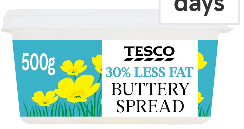 days
500g
TESCO
30% LESS FAT
BUTTERY
SPREAD